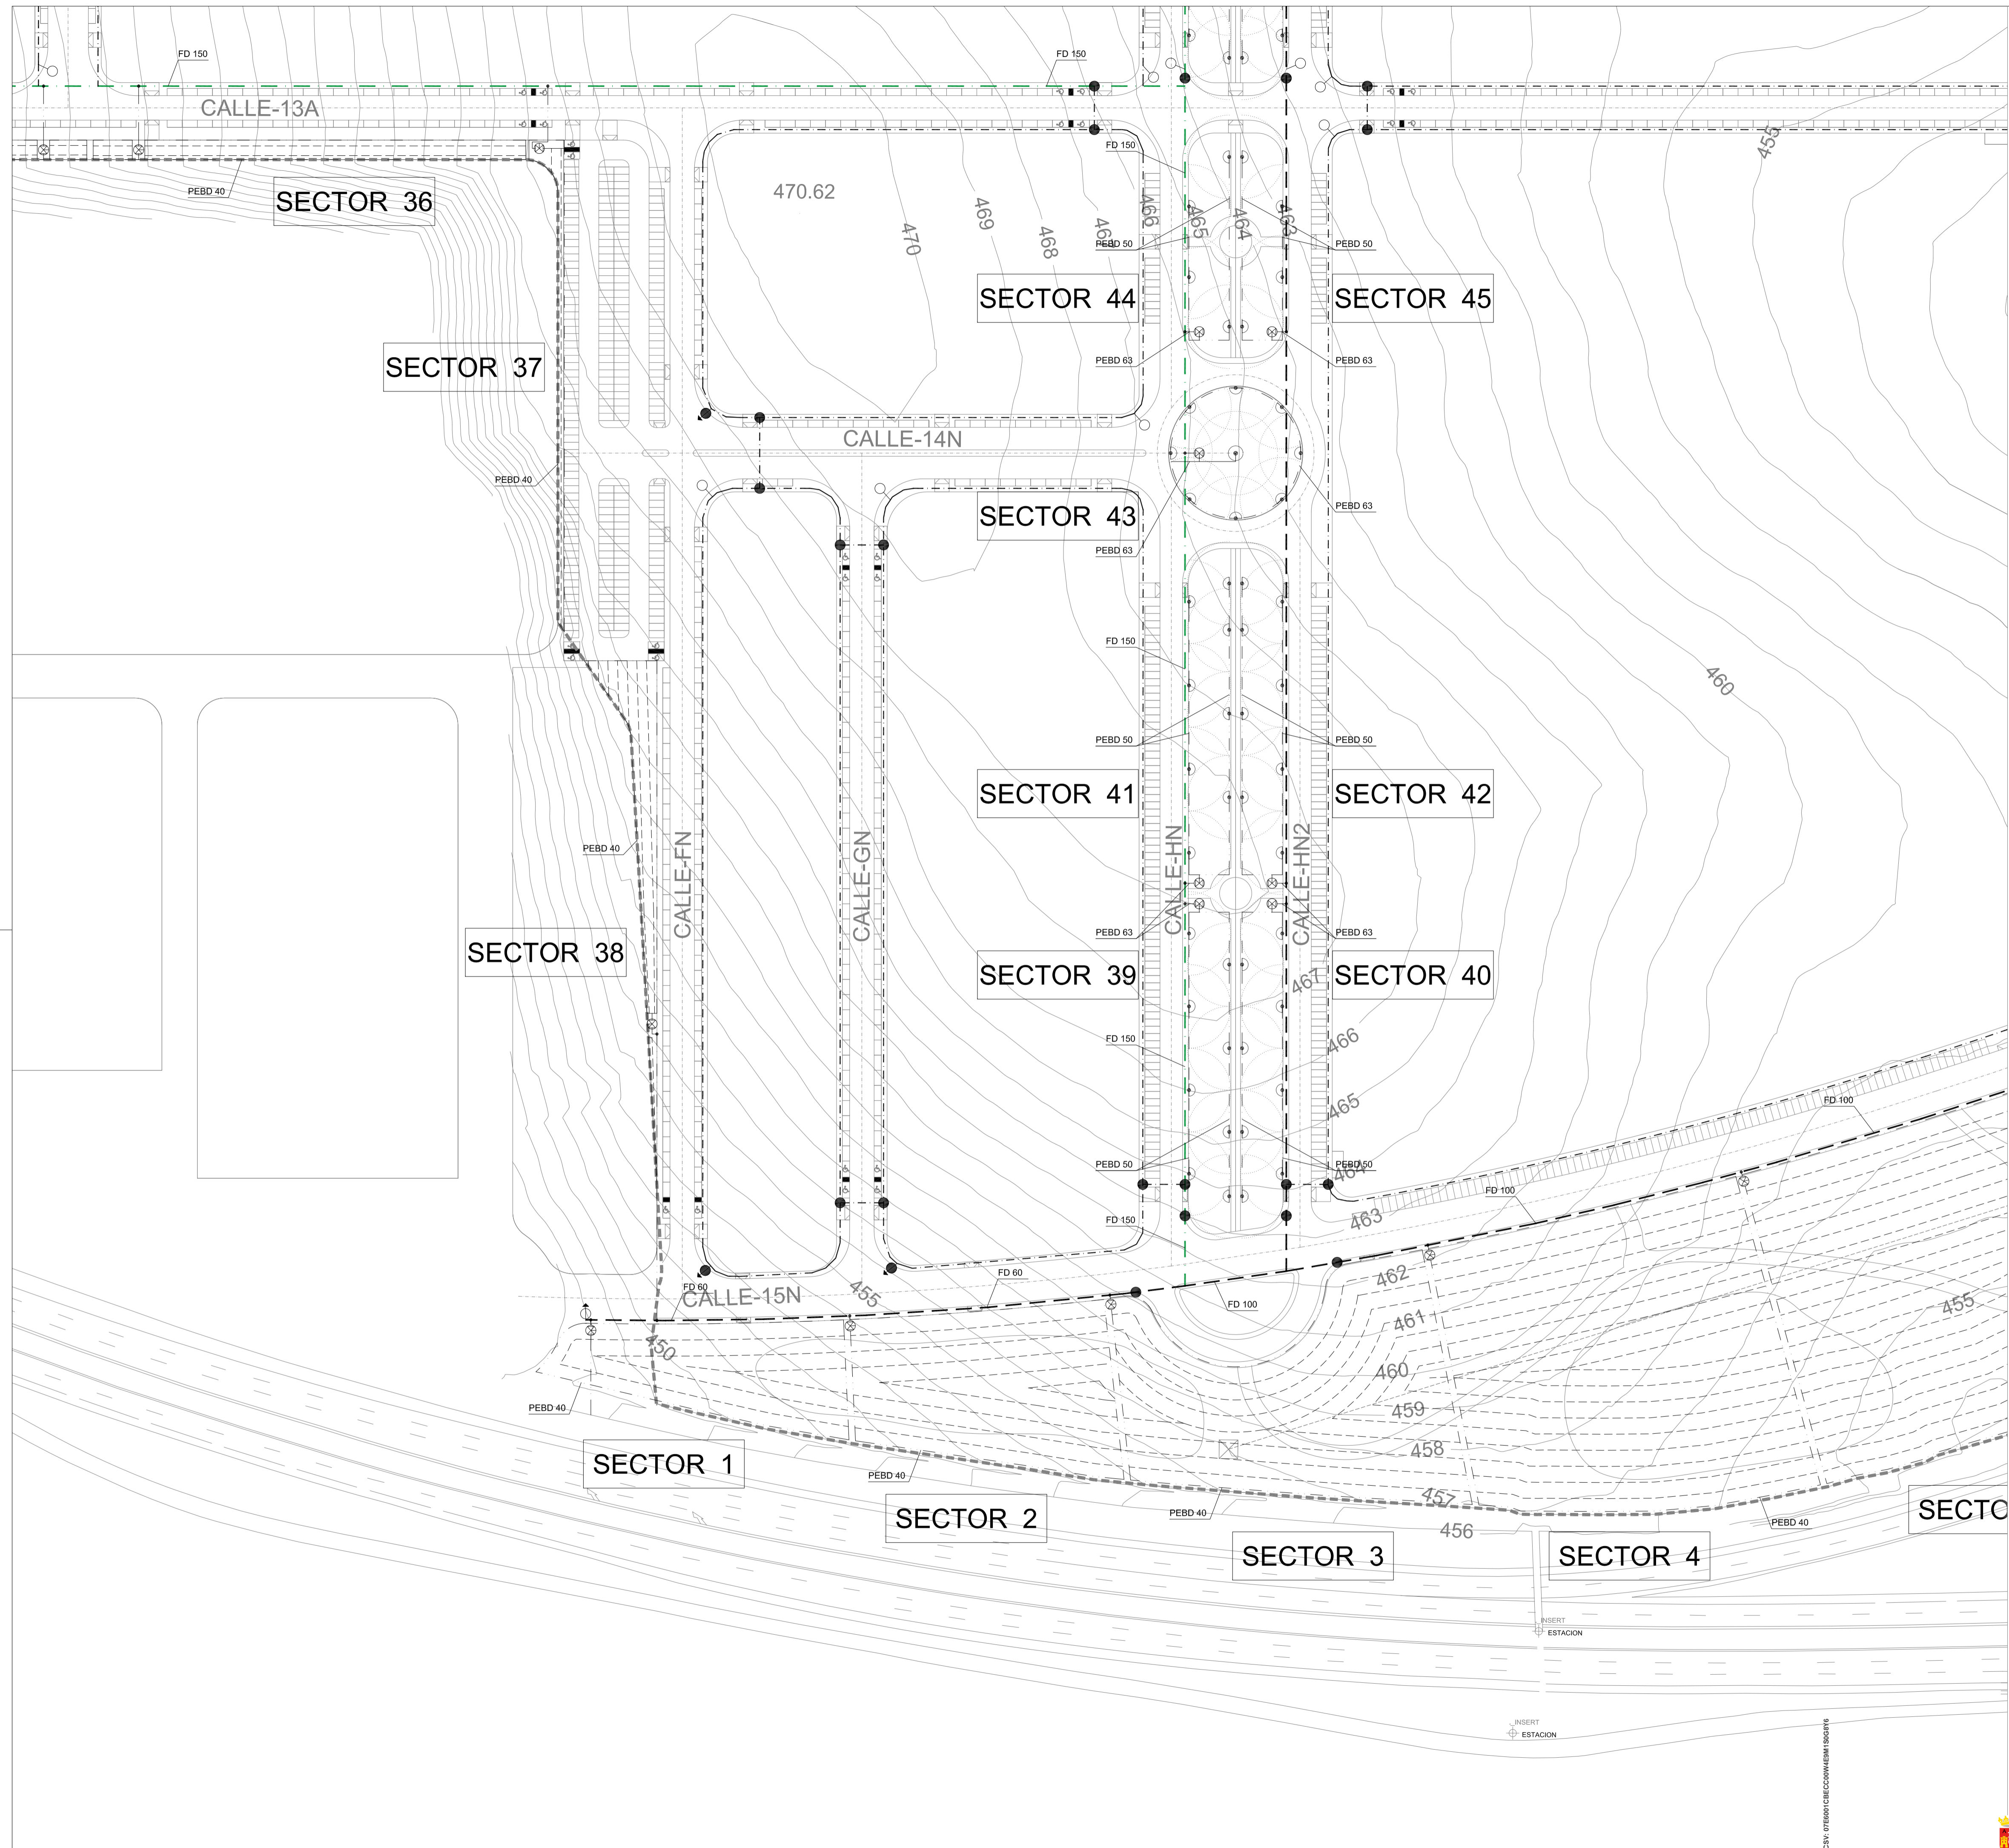 FD 150
FD 150
CALLE-13A
PEBD 40
SECTOR 36
470.62
FD 150
455
470
469
468
466
465
464
463
PEBD 50
PEBD 50
SECTOR 44
SECTOR 45
SECTOR 37
PEBD 63
PEBD 63
CALLE-14N
PEBD 40
SECTOR 43
PEBD 63
PEBD 63
FD 150
460
PEBD 50
PEBD 50
SECTOR 41
SECTOR 42
PEBD 40
CALLE-FN
CALLE-GN
CALLE-HN
CALLE-HN2
PEBD 63
PEBD 63
SECTOR 38
SECTOR 39
467
SECTOR 40
FD 150
466
465
FD 100
PEBD 50
PEBD 50
464
FD 100
FD 150
463
FD 60
FD 60
CALLE-15N
455
462
FD 100
461
455
450
460
PEBD 40
459
458
SECTOR 1
PEBD 40
457
PEBD 40
456
PEBD 40
SECTO
SECTOR 2
SECTOR 3
SECTOR 4
INSERT
ESTACION
INSERT
ESTACION
CSV: 07E6001CBECC00W4E9M1S0G8Y6